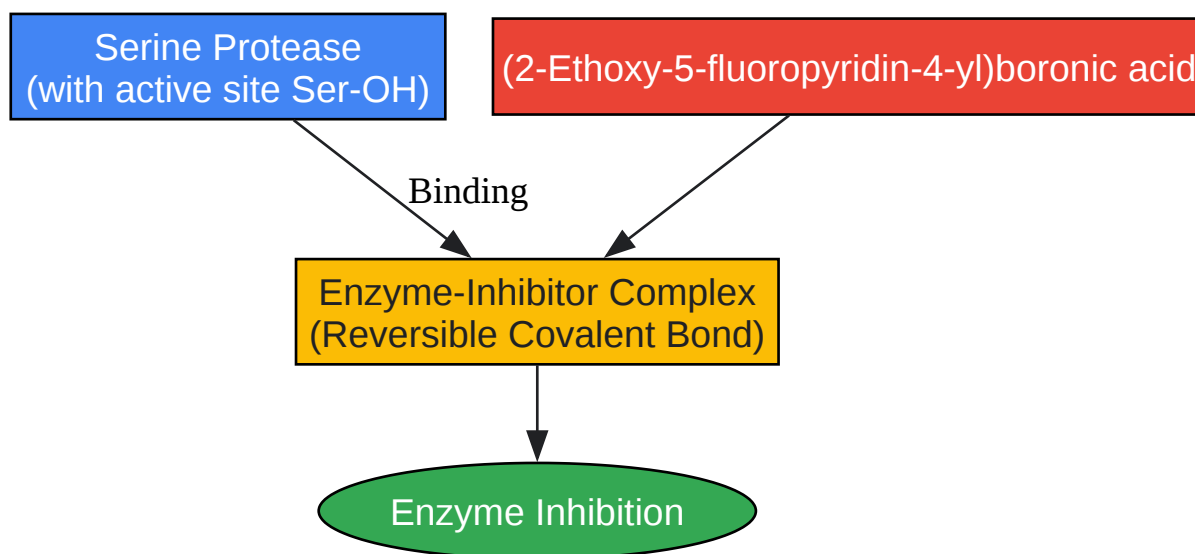 Serine Protease
(with active site Ser-OH)
(2-Ethoxy-5-fluoropyridin-4-yl)boronic acid
Binding
Enzyme-Inhibitor Complex
(Reversible Covalent Bond)
Enzyme Inhibition